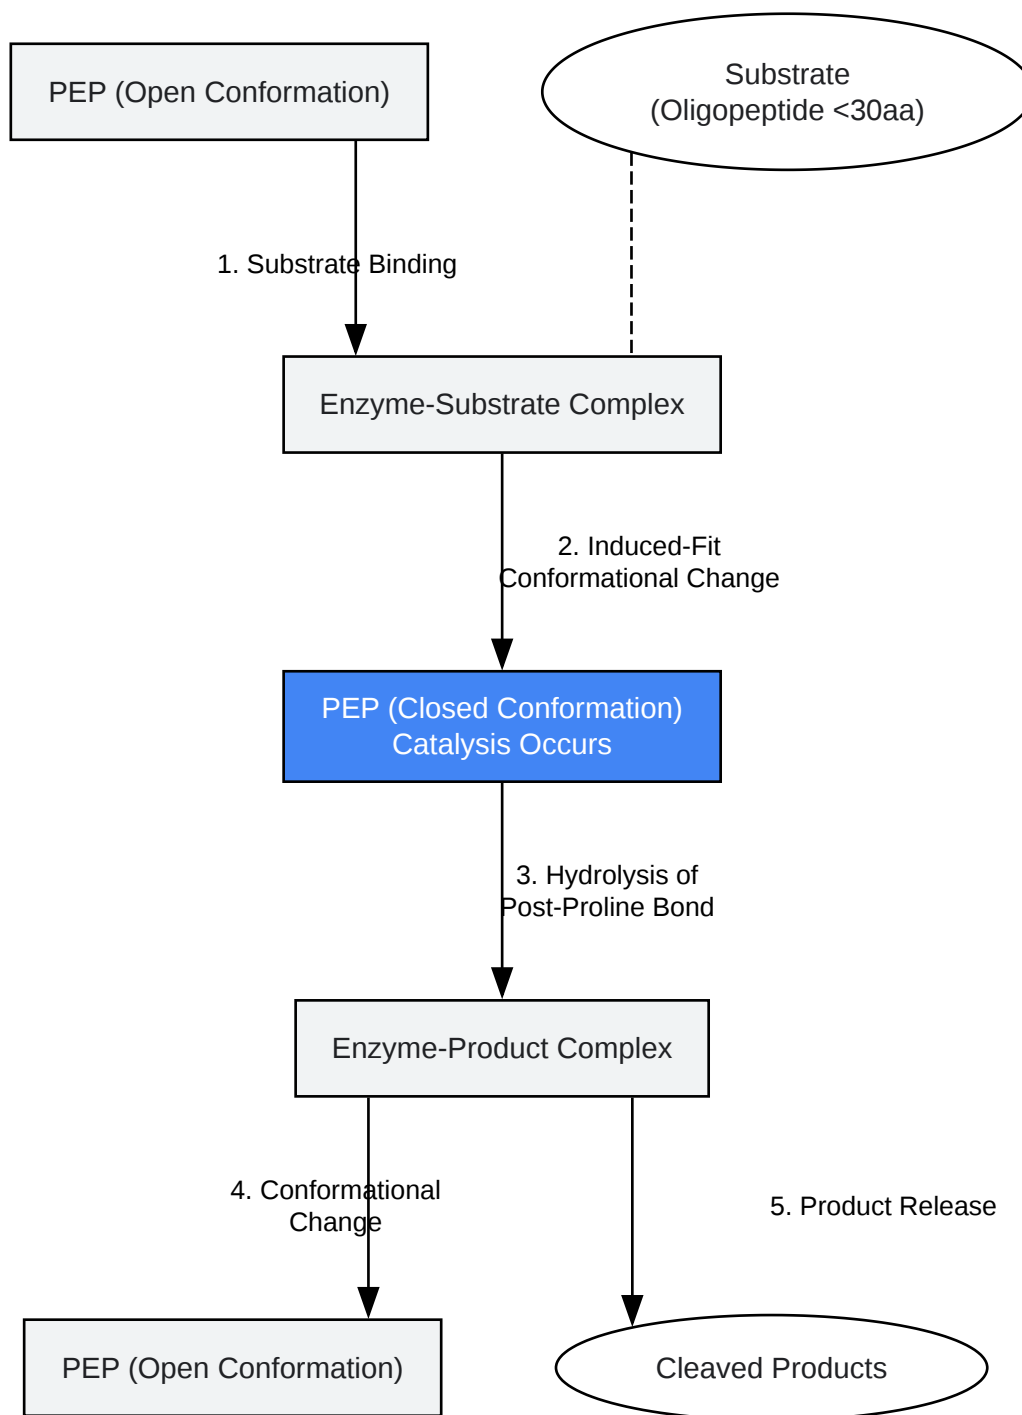 PEP (Open Conformation)
Substrate
(Oligopeptide <30aa)
1. Substrate Binding
Enzyme-Substrate Complex
2. Induced-Fit
Conformational Change
PEP (Closed Conformation)
Catalysis Occurs
3. Hydrolysis of
Post-Proline Bond
Enzyme-Product Complex
4. Conformational
Change
5. Product Release
PEP (Open Conformation)
Cleaved Products